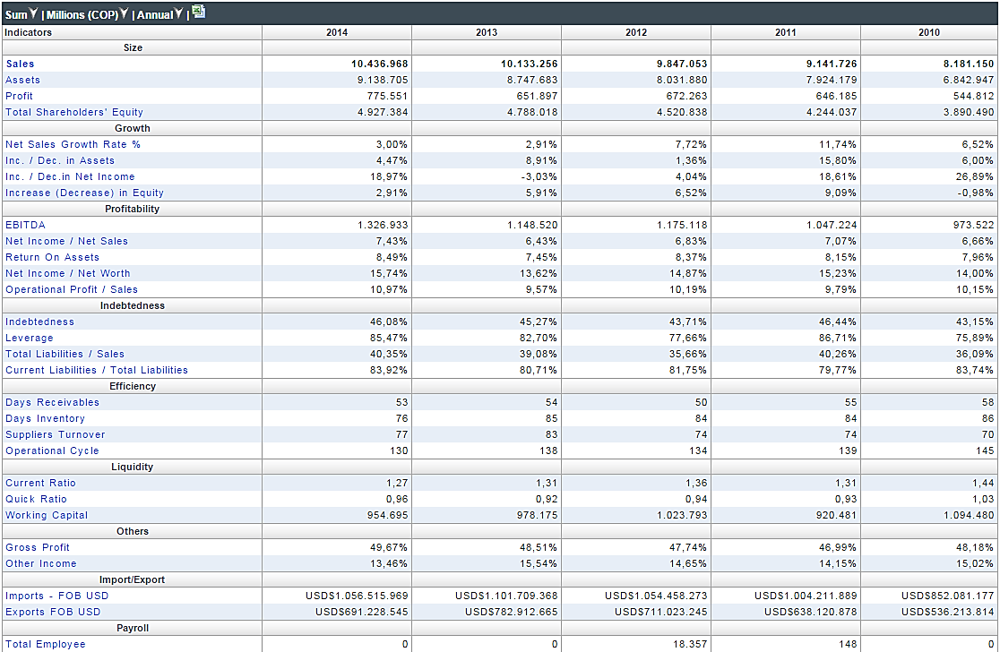 Sum | Millions (COP) | Annual |
Indicators 2014 2013 2012 2011 2010
Size
Sales 10.436.968 10.133.256 9.847.053 9.141.726 8.181.150
Assets 9.138.705 8.747.683 8.031.880 7.924.179 6.842.947
Profit 775.551 651.897 672.263 646.185 544.812
Total Shareholders' Equity 4.927.384 4.788.018 4.520.838 4.244.037 3.890.490
Growth
Net Sales Growth Rate % 3,00% 2,91% 7,72% 11,74% 6,52%
Inc. / Dec. in Assets 4,47% 8,91% 1,36% 15,80% 6,00%
Inc. / Dec.in Net Income 18,97% -3,03% 4,04% 18,61% 26,89%
Increase (Decrease) in Equity 2,91% 5,91% 6,52% 9,09% -0,98%
Profitability
EBITDA 1.326.933 1.148.520 1.175.118 1.047.224 973.522
Net Income / Net Sales 7,43% 6,43% 6,83% 7,07% 6,66%
Return On Assets 8,49% 7,45% 8,37% 8,15% 7,96%
Net Income / Net Worth 15,74% 13,62% 14,87% 15,23% 14,00%
Operational Profit / Sales 10,97% 9,57% 10,19% 9,79% 10,15%
Indebtedness
Indebtedness 46,08% 45,27% 43,71% 46,44% 43,15%
Leverage 85,47% 82,70% 77,66% 86,71% 75,89%
Total Liabilities / Sales 40,35% 39,08% 35,66% 40,26% 36,09%
Current Liabilities / Total Liabilities 83,92% 80,71% 81,75% 79,77% 83,74%
Efficiency
Days Receivables 53 54 50 55 58
Days Inventory 76 85 84 84 86
Suppliers Turnover 77 83 74 74 70
Operational Cycle 130 138 134 139 145
Liquidity
Current Ratio 1,27 1,31 1,36 1,31 1,44
Quick Ratio 0,96 0,92 0,94 0,93 1,03
Working Capital 954.695 978.175 1.023.793 920.481 1.094.480
Others
Gross Profit 49,67% 48,51% 47,74% 46,99% 48,18%
Other Income 13,46% 15,54% 14,65% 14,15% 15,02%
Import/Export
Imports - FOB USD USD$1.056.515.969 USD$1.101.709.368 USD$1.054.458.273 USD$1.004.211.889 USD$852.081.177
Exports FOB USD USD$691.228.545 USD$782.912.665 USD$711.023.245 USD$638.120.878 USD$536.213.814
Payroll
Total Employee 0 0 18.357 148 0